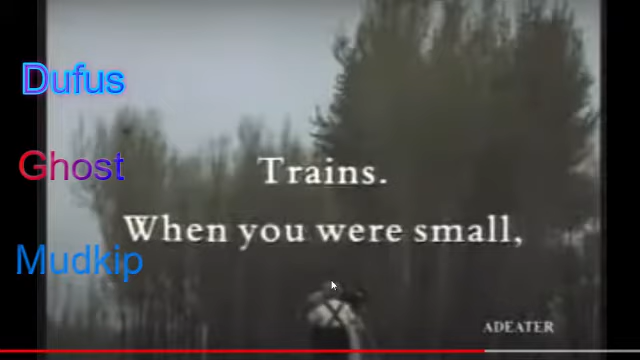 Dufus
Ghost
Trains.
When you were small,
Mudkip
ADEATER